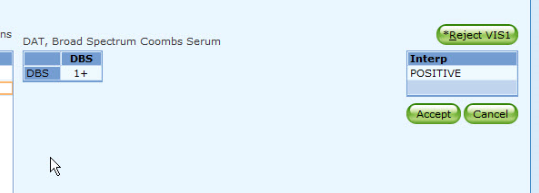 ns
DAT, Broad Spectrum Coombs Serum
DBS
DBS 1+
*Reject VIS1
Interp
POSITIVE
Accept Cancel